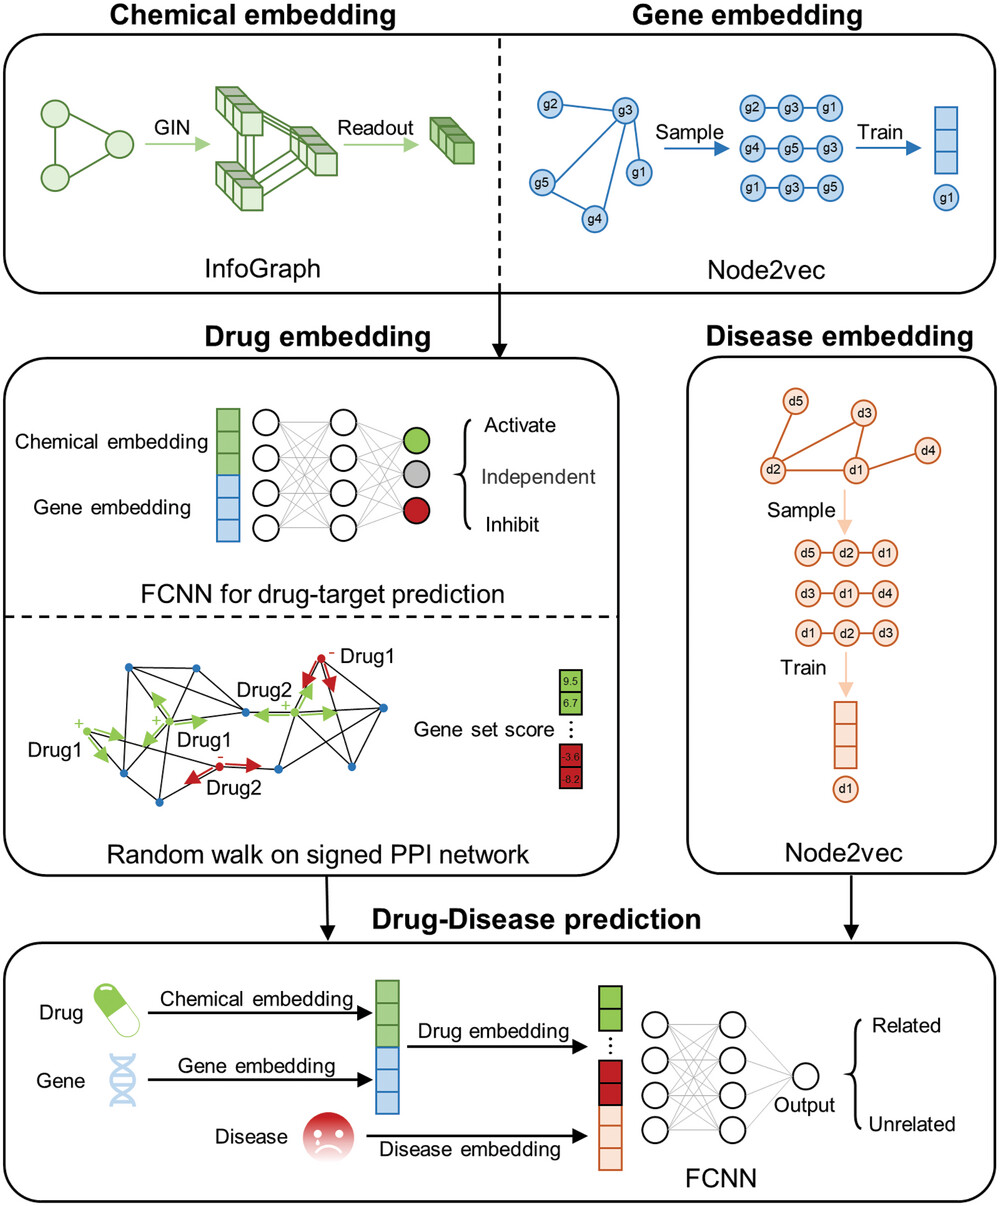 Chemical embedding
Gene embedding
GIN
Readout
InfoGraph
g2
g3
g5
g1
g4
Sample
g2 g3 g1
g4 g5 g3
g1 g3 g5
Train
g1
Node2vec
Drug embedding
Chemical embedding
Gene embedding
Activate
Independent
Inhibit
FCNN for drug-target prediction
+
Drug1
+
Drug1
-
Drug2
Drug2
+
-
Drug1
Gene set score
9.5
6.7
-3.6
-8.2
Random walk on signed PPI network
Disease embedding
d5
d3
d4
d2
d1
Sample
d5 d2 d1
d3 d1 d4
d1 d2 d3
Train
d1
Node2vec
Drug-Disease prediction
Drug
Chemical embedding
Gene
Gene embedding
Drug embedding
Disease
Disease embedding
Output
Related
Unrelated
FCNN